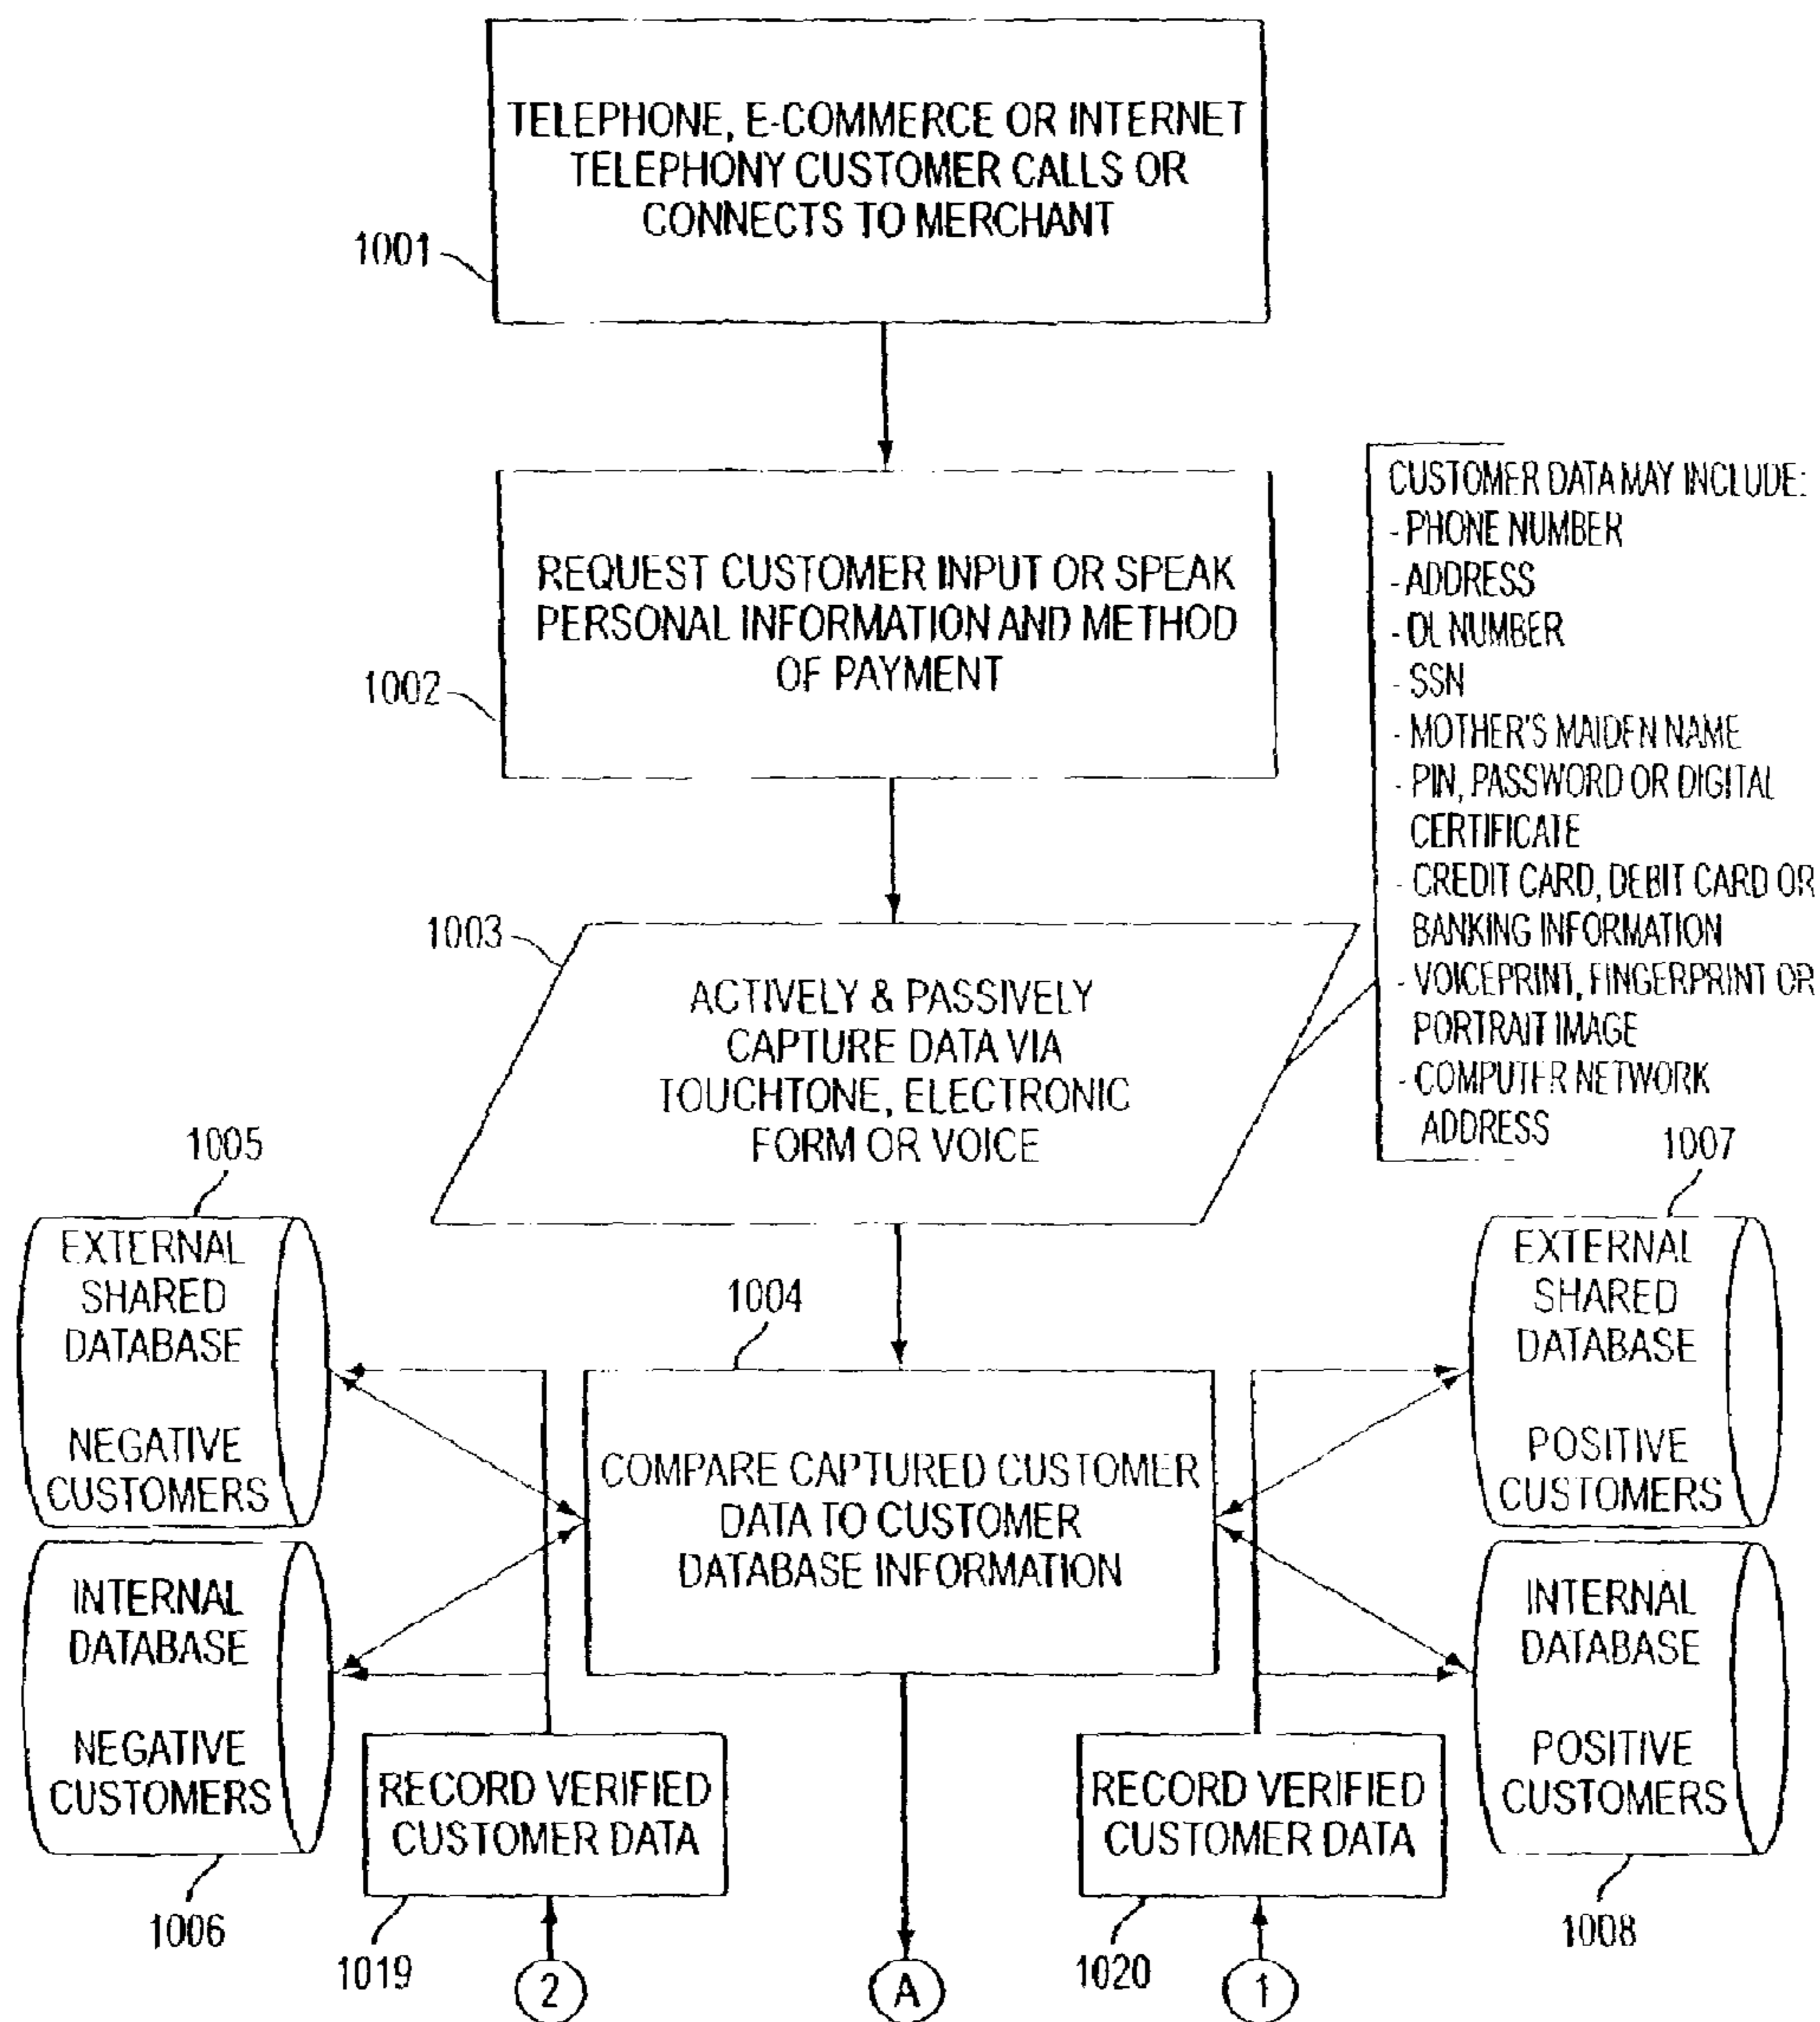 TELEPHONE, E-COMMERCE OR INTERNET
TELEPHONY CUSTOMER CALLS OR
CONNECTS TO MERCHANT
1001
REQUEST CUSTOMER INPUT OR SPEAK
PERSONAL INFORMATION AND METHOD
OF PAYMENT
1002
CUSTOMER DATA MAY INCLUDE:
- PHONE NUMBER
- ADDRESS
- DL NUMBER
- SSN
- MOTHER'S MAIDEN NAME
- PIN, PASSWORD OR DIGITAL
CERTIFICATE
- CREDIT CARD, DEBIT CARD OR
BANKING INFORMATION
- VOICEPRINT, FINGERPRINT OR
PORTRAIT IMAGE
- COMPUTER NETWORK
ADDRESS
1003
ACTIVELY & PASSIVELY
CAPTURE DATA VIA
TOUCHTONE, ELECTRONIC
FORM OR VOICE
1005
EXTERNAL
SHARED
DATABASE
NEGATIVE
CUSTOMERS
1004
COMPARE CAPTURED CUSTOMER
DATA TO CUSTOMER
DATABASE INFORMATION
1007
EXTERNAL
SHARED
DATABASE
POSITIVE
CUSTOMERS
INTERNAL
DATABASE
NEGATIVE
CUSTOMERS
1006
RECORD VERIFIED
CUSTOMER DATA
1019
2
A
RECORD VERIFIED
CUSTOMER DATA
1020
1
INTERNAL
DATABASE
POSITIVE
CUSTOMERS
1008